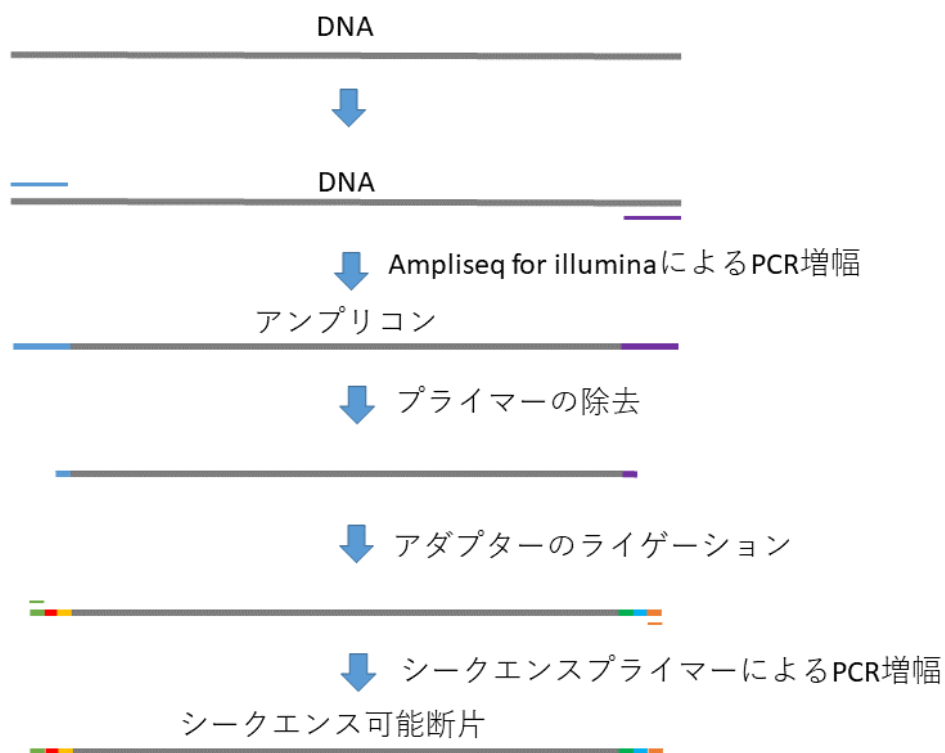 DNA
DNA
Ampliseq for illuminaによるPCR増幅
アンプリコン
プライマーの除去
アダプターのライゲーション
シークエンスプライマーによるPCR増幅
シークエンス可能断片